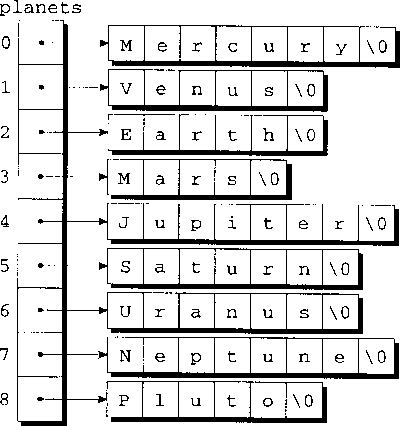 planets
0 M e r c u r y \0
1 V e n u s \0
2 E a r t h \0
3 M a r s \0
4 J u p i t e r \0
5 S a t u r n \0
6 U r a n u s \0
7 N e p t u n e \0
8 P l u t o \0